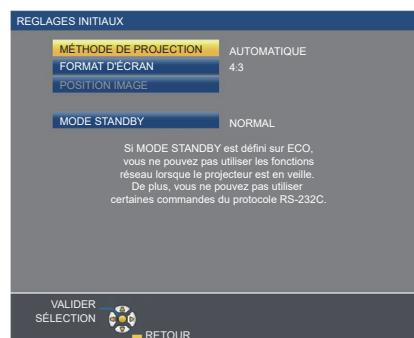 REGLAGES INITIAUX
MÉTHODE DE PROJECTION AUTOMATIQUE
FORMAT D'ÉCRAN 4:3
POSITION IMAGE
MODE STANDBY NORMAL
Si MODE STANDBY est défini sur ECO,
vous ne pouvez pas utiliser les fonctions
réseau lorsque le projecteur est en veille.
De plus, vous ne pouvez pas utiliser
certaines commandes du protocole RS-232C.
VALIDER
SÉLECTION
RETOUR